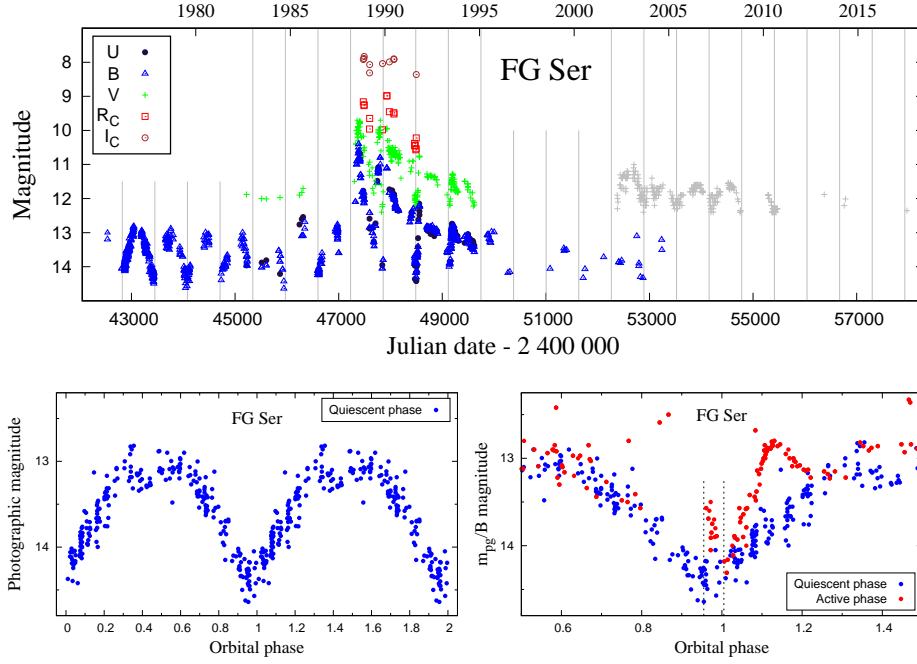 1980 1985 1990 1995 2000 2005 2010 2015
U
B
V
R_C
I_C
FG Ser
8
9
10
11
12
13
14
Magnitude
43000 45000 47000 49000 51000 53000 55000 57000
Julian date - 2 400 000
FG Ser
Quiescent phase
13
14
Photographic magnitude
0 0.2 0.4 0.6 0.8 1 1.2 1.4 1.6 1.8 2
Orbital phase
FG Ser
13
14
m_pg/B magnitude
Quiescent phase
Active phase
0.6 0.8 1 1.2 1.4
Orbital phase